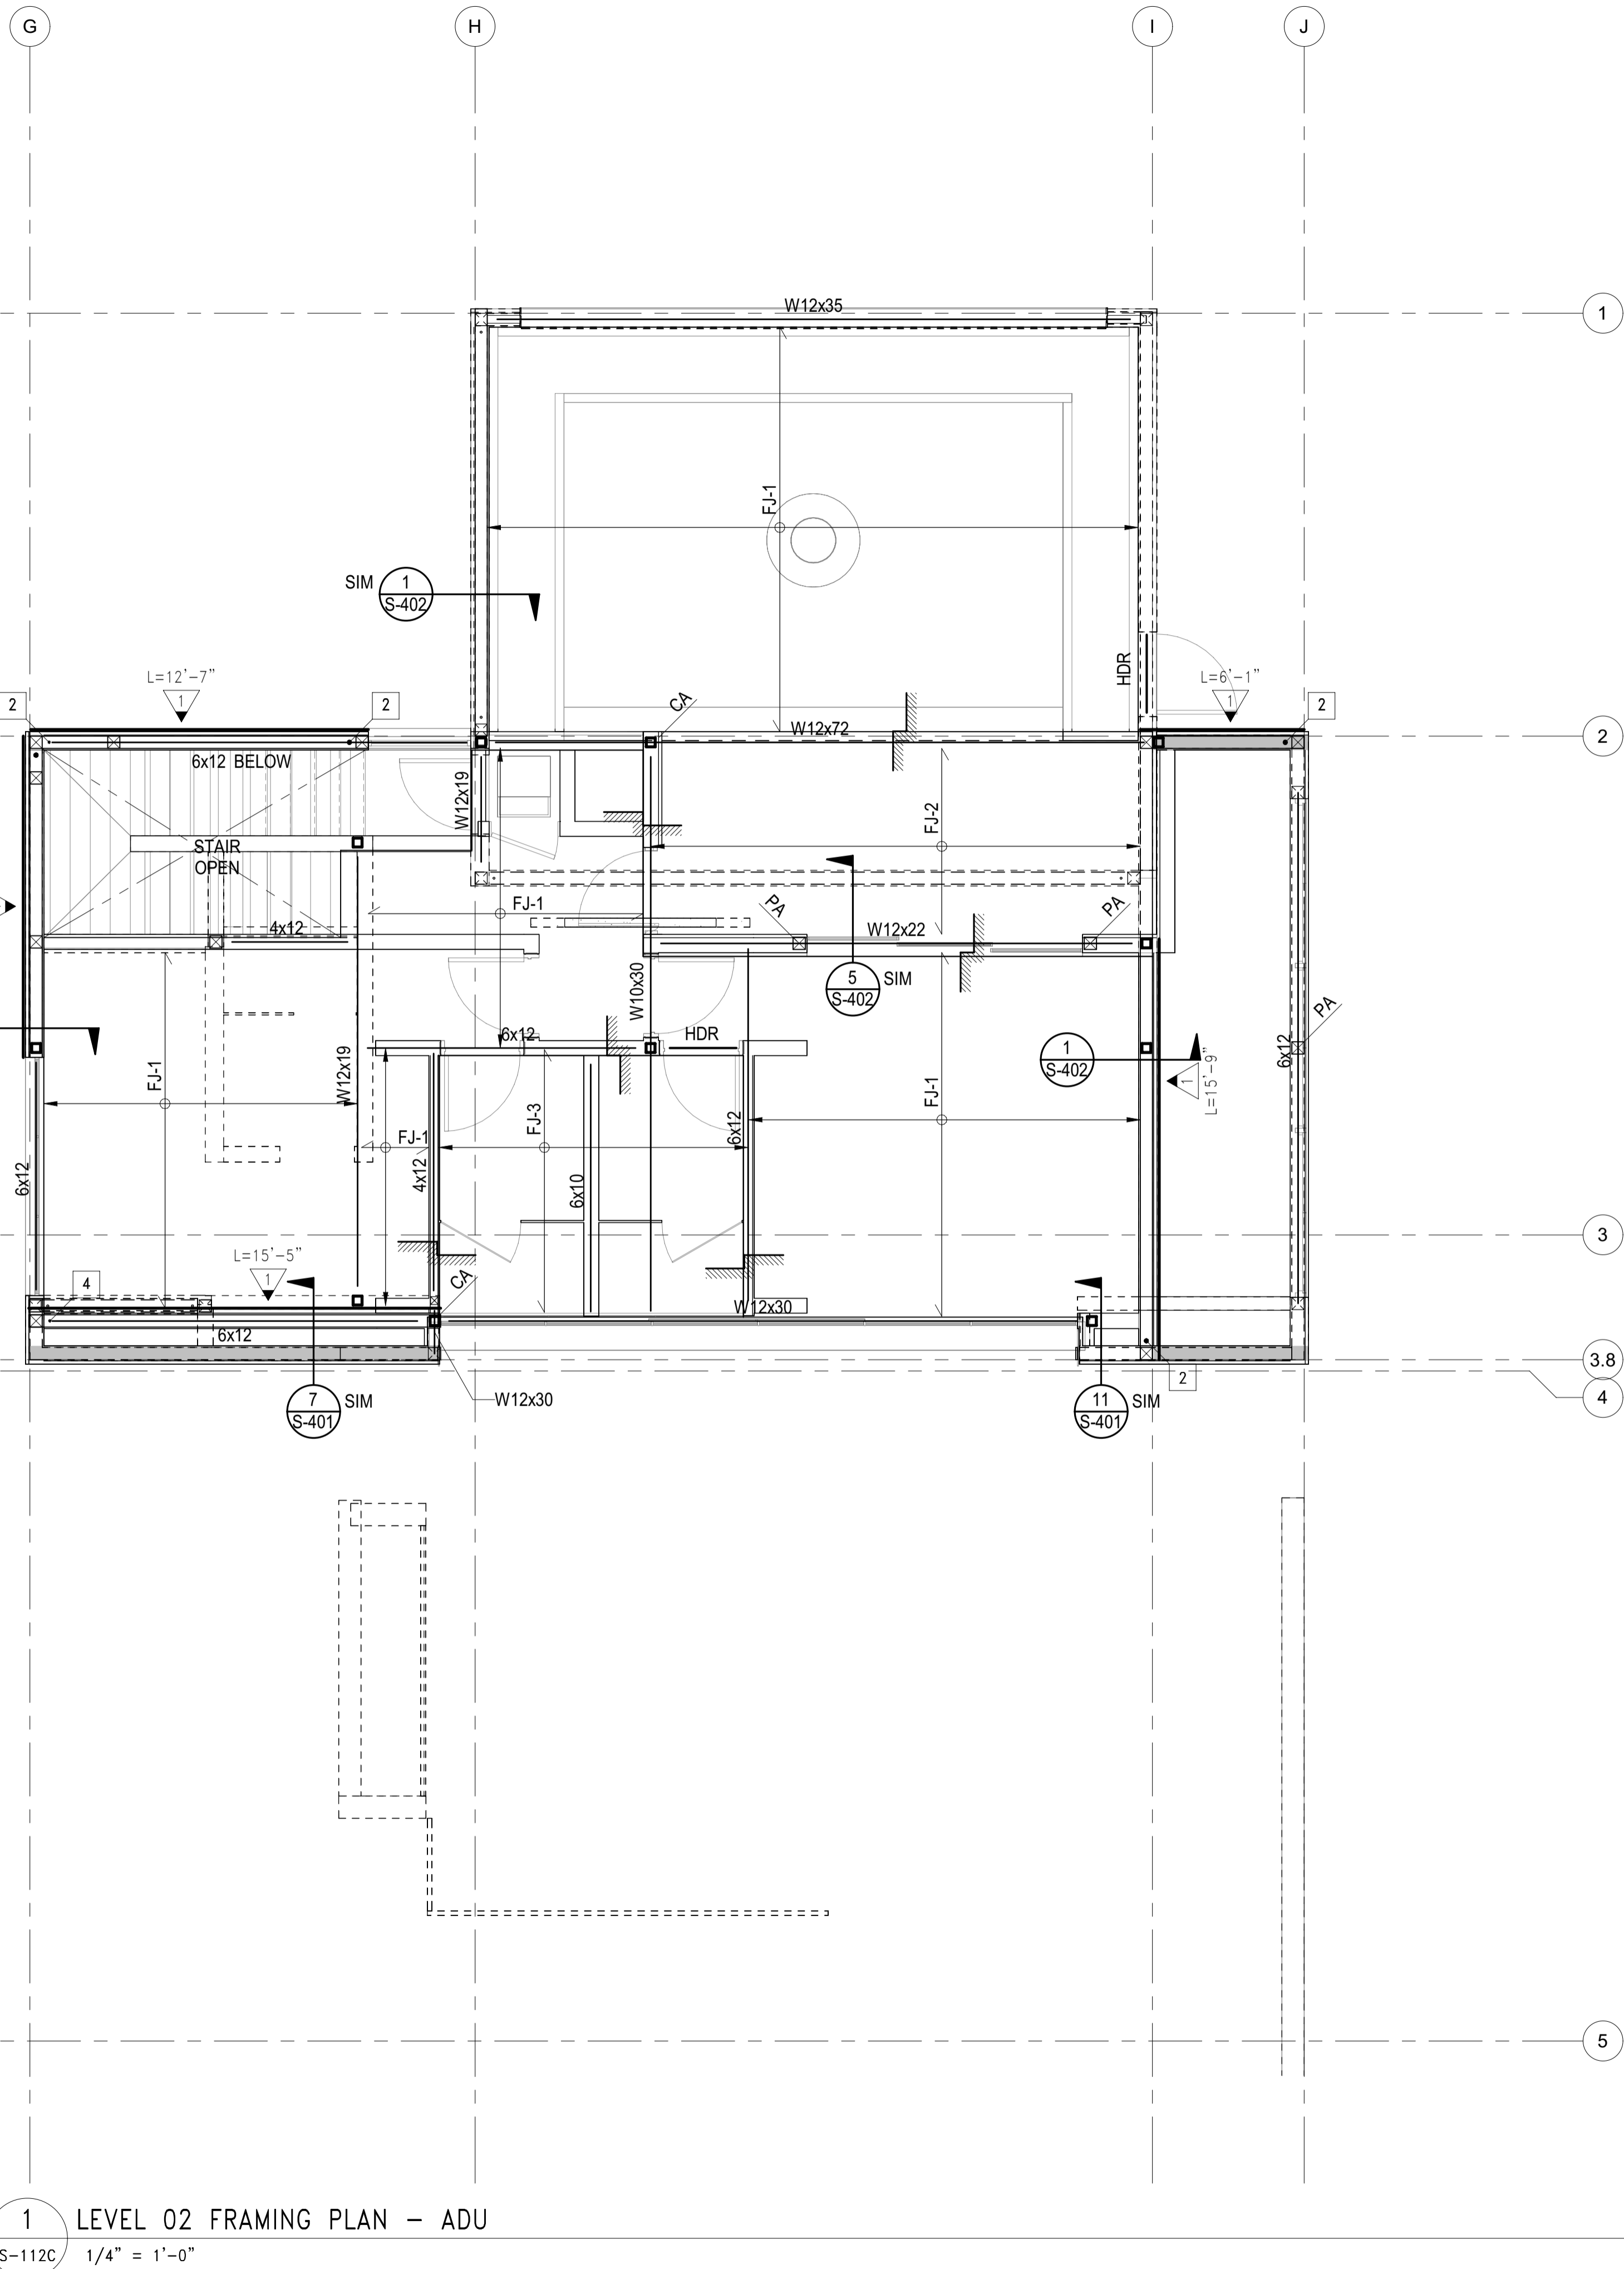 G
H
I
J
W12x35
1
FJ-1
SIM
1
S-402
HDR
L=12'-7"
1
L=6'-1"
1
2
2
CA
2
W12x72
2
6x12 BELOW
W12x19
FJ-2
STAIR
OPEN
FJ-1
PA
PA
4x12
W12x22
W10x30
5
S-402
SIM
PA
6x12
HDR
1
S-402
6x12
1
L=15'-9"
FJ-1
W12x19
FJ-1
FJ-3
6x12
FJ-1
4x12
6x10
6x12
3
L=15'-5"
1
4
CA
W12x30
6x12
3.8
2
4
7
S-401
SIM
W12x30
11
S-401
SIM
5
1
LEVEL 02 FRAMING PLAN - ADU
S-112C
1/4" = 1'-0"